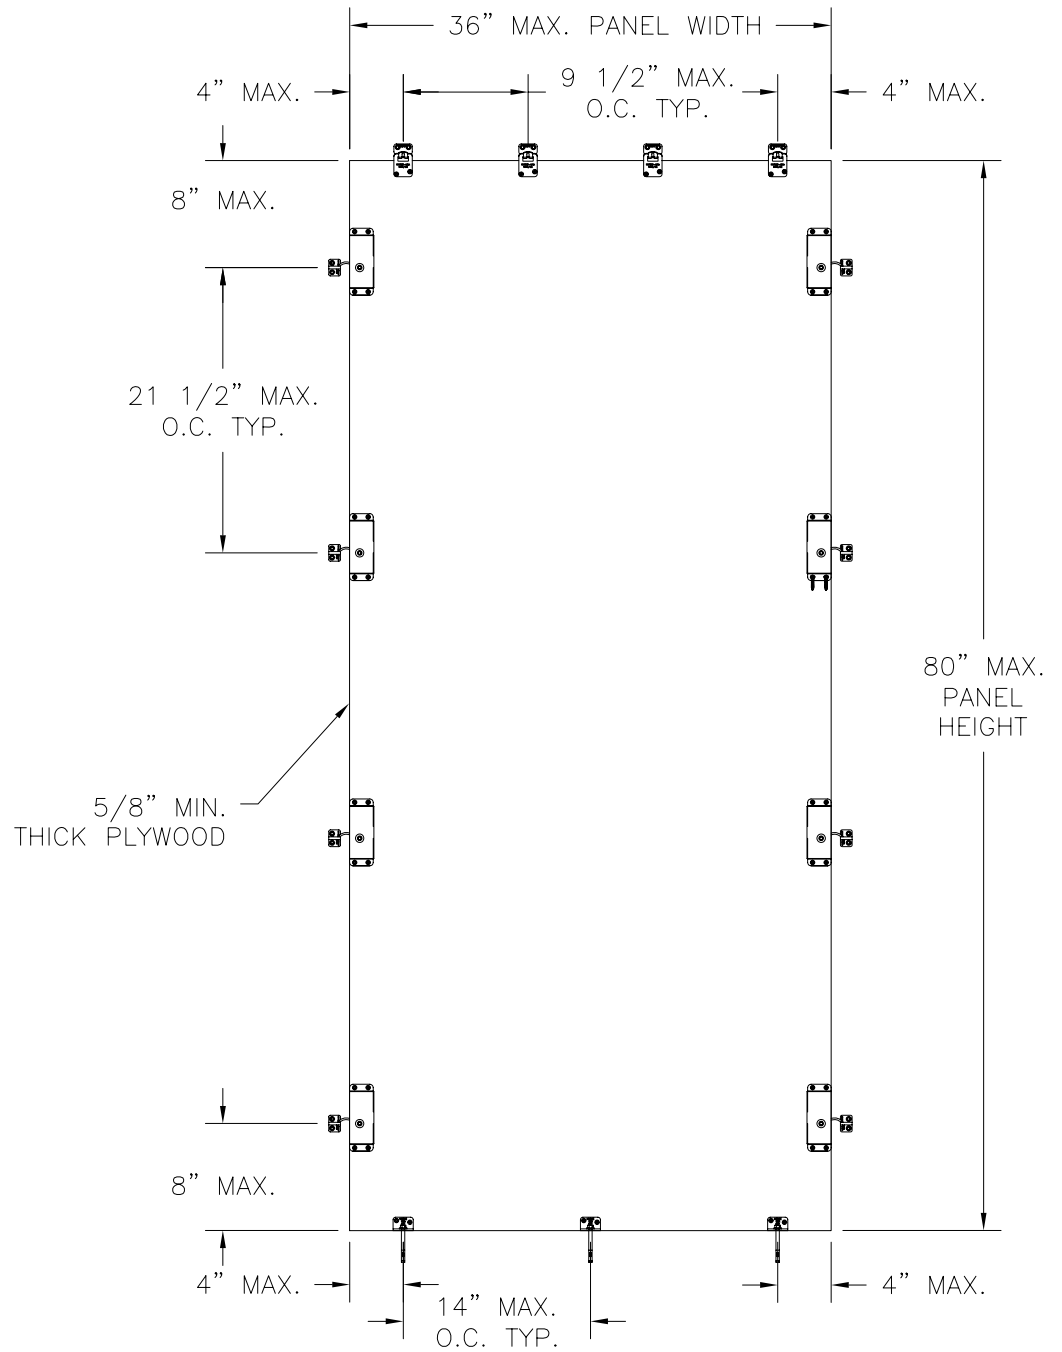 36” MAX. PANEL WIDTH
4” MAX.
9 1/2” MAX.
O.C. TYP.
4” MAX.
8” MAX.
21 1/2” MAX.
O.C. TYP.
80” MAX.
PANEL
HEIGHT
5/8” MIN.
THICK PLYWOOD
8” MAX.
4” MAX.
14” MAX.
O.C. TYP.
4” MAX.